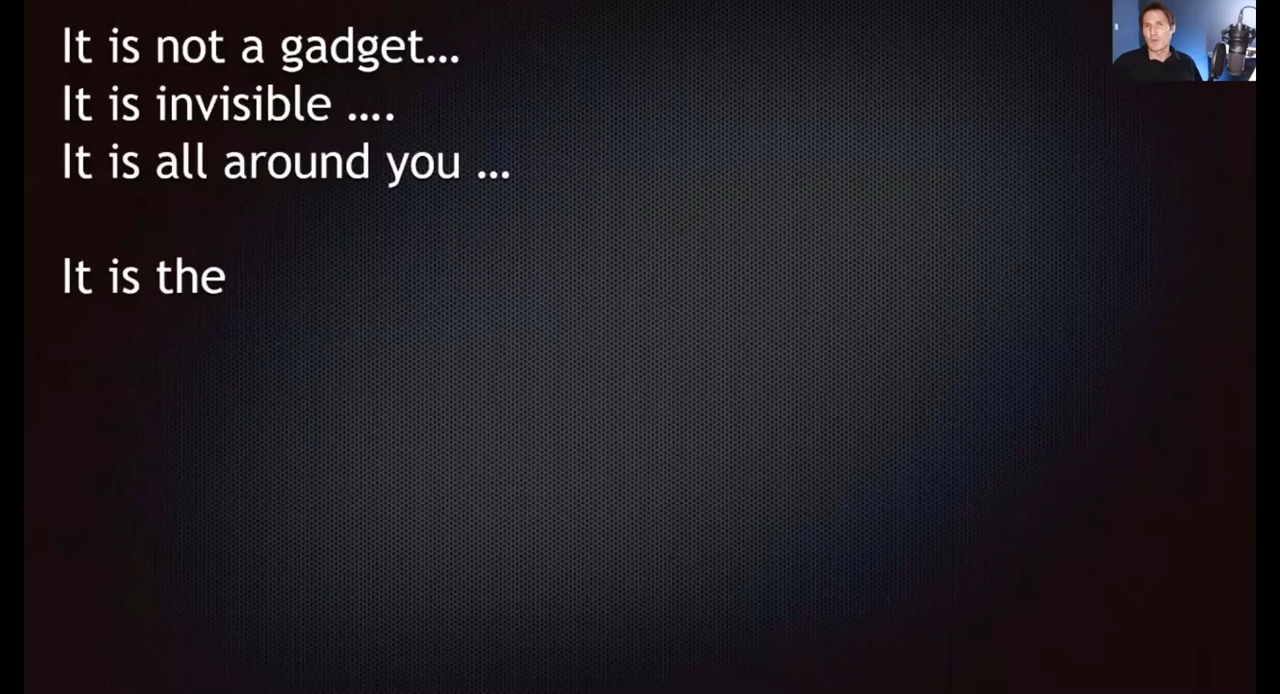 It is not a gadget…
It is invisible ….
It is all around you …
It is the